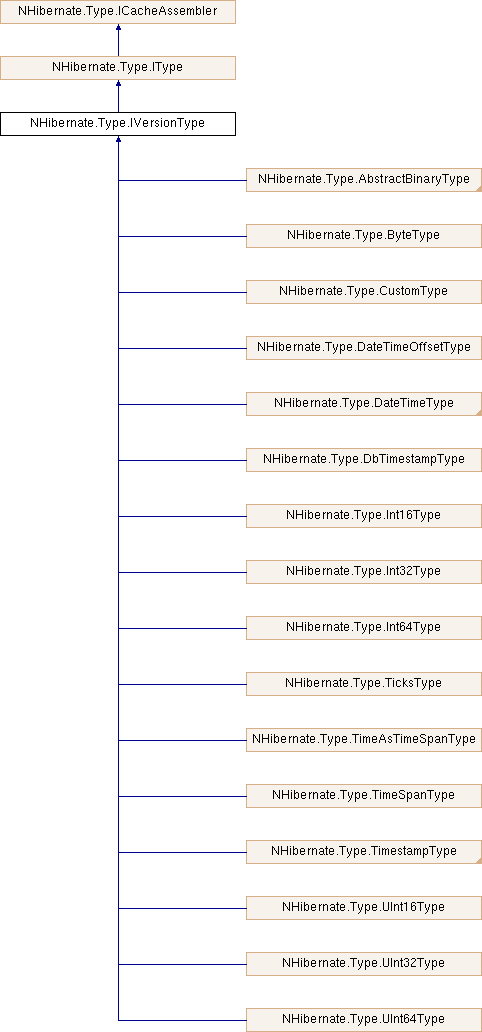 NHibernate.Type.ICacheAssembler
NHibernate.Type.IType
NHibernate.Type.IVersionType
NHibernate.Type.AbstractBinaryType
NHibernate.Type.ByteType
NHibernate.Type.CustomType
NHibernate.Type.DateTimeOffsetType
NHibernate.Type.DateTimeType
NHibernate.Type.DbTimestampType
NHibernate.Type.Int16Type
NHibernate.Type.Int32Type
NHibernate.Type.Int64Type
NHibernate.Type.TicksType
NHibernate.Type.TimeAsTimeSpanType
NHibernate.Type.TimeSpanType
NHibernate.Type.TimestampType
NHibernate.Type.UInt16Type
NHibernate.Type.UInt32Type
NHibernate.Type.UInt64Type